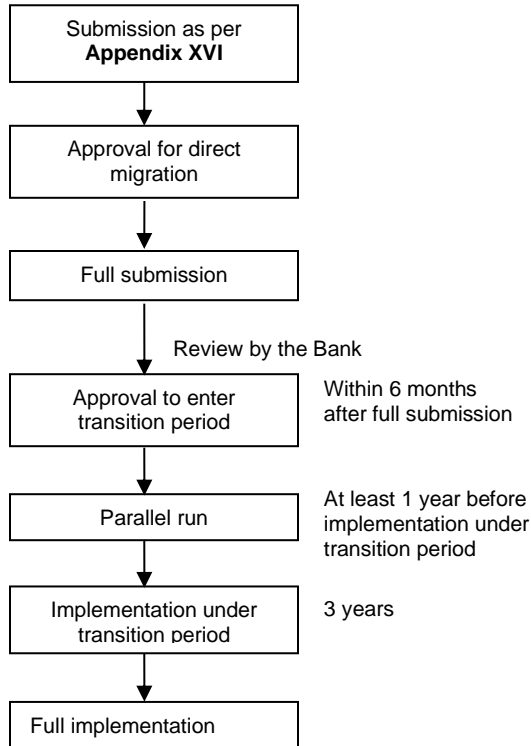 Submission as per
Appendix XVI
Approval for direct
migration
Full submission
Review by the Bank
Approval to enter
transition period
Within 6 months
after full submission
Parallel run
At least 1 year before
implementation under
transition period
Implementation under
transition period
3 years
Full implementation